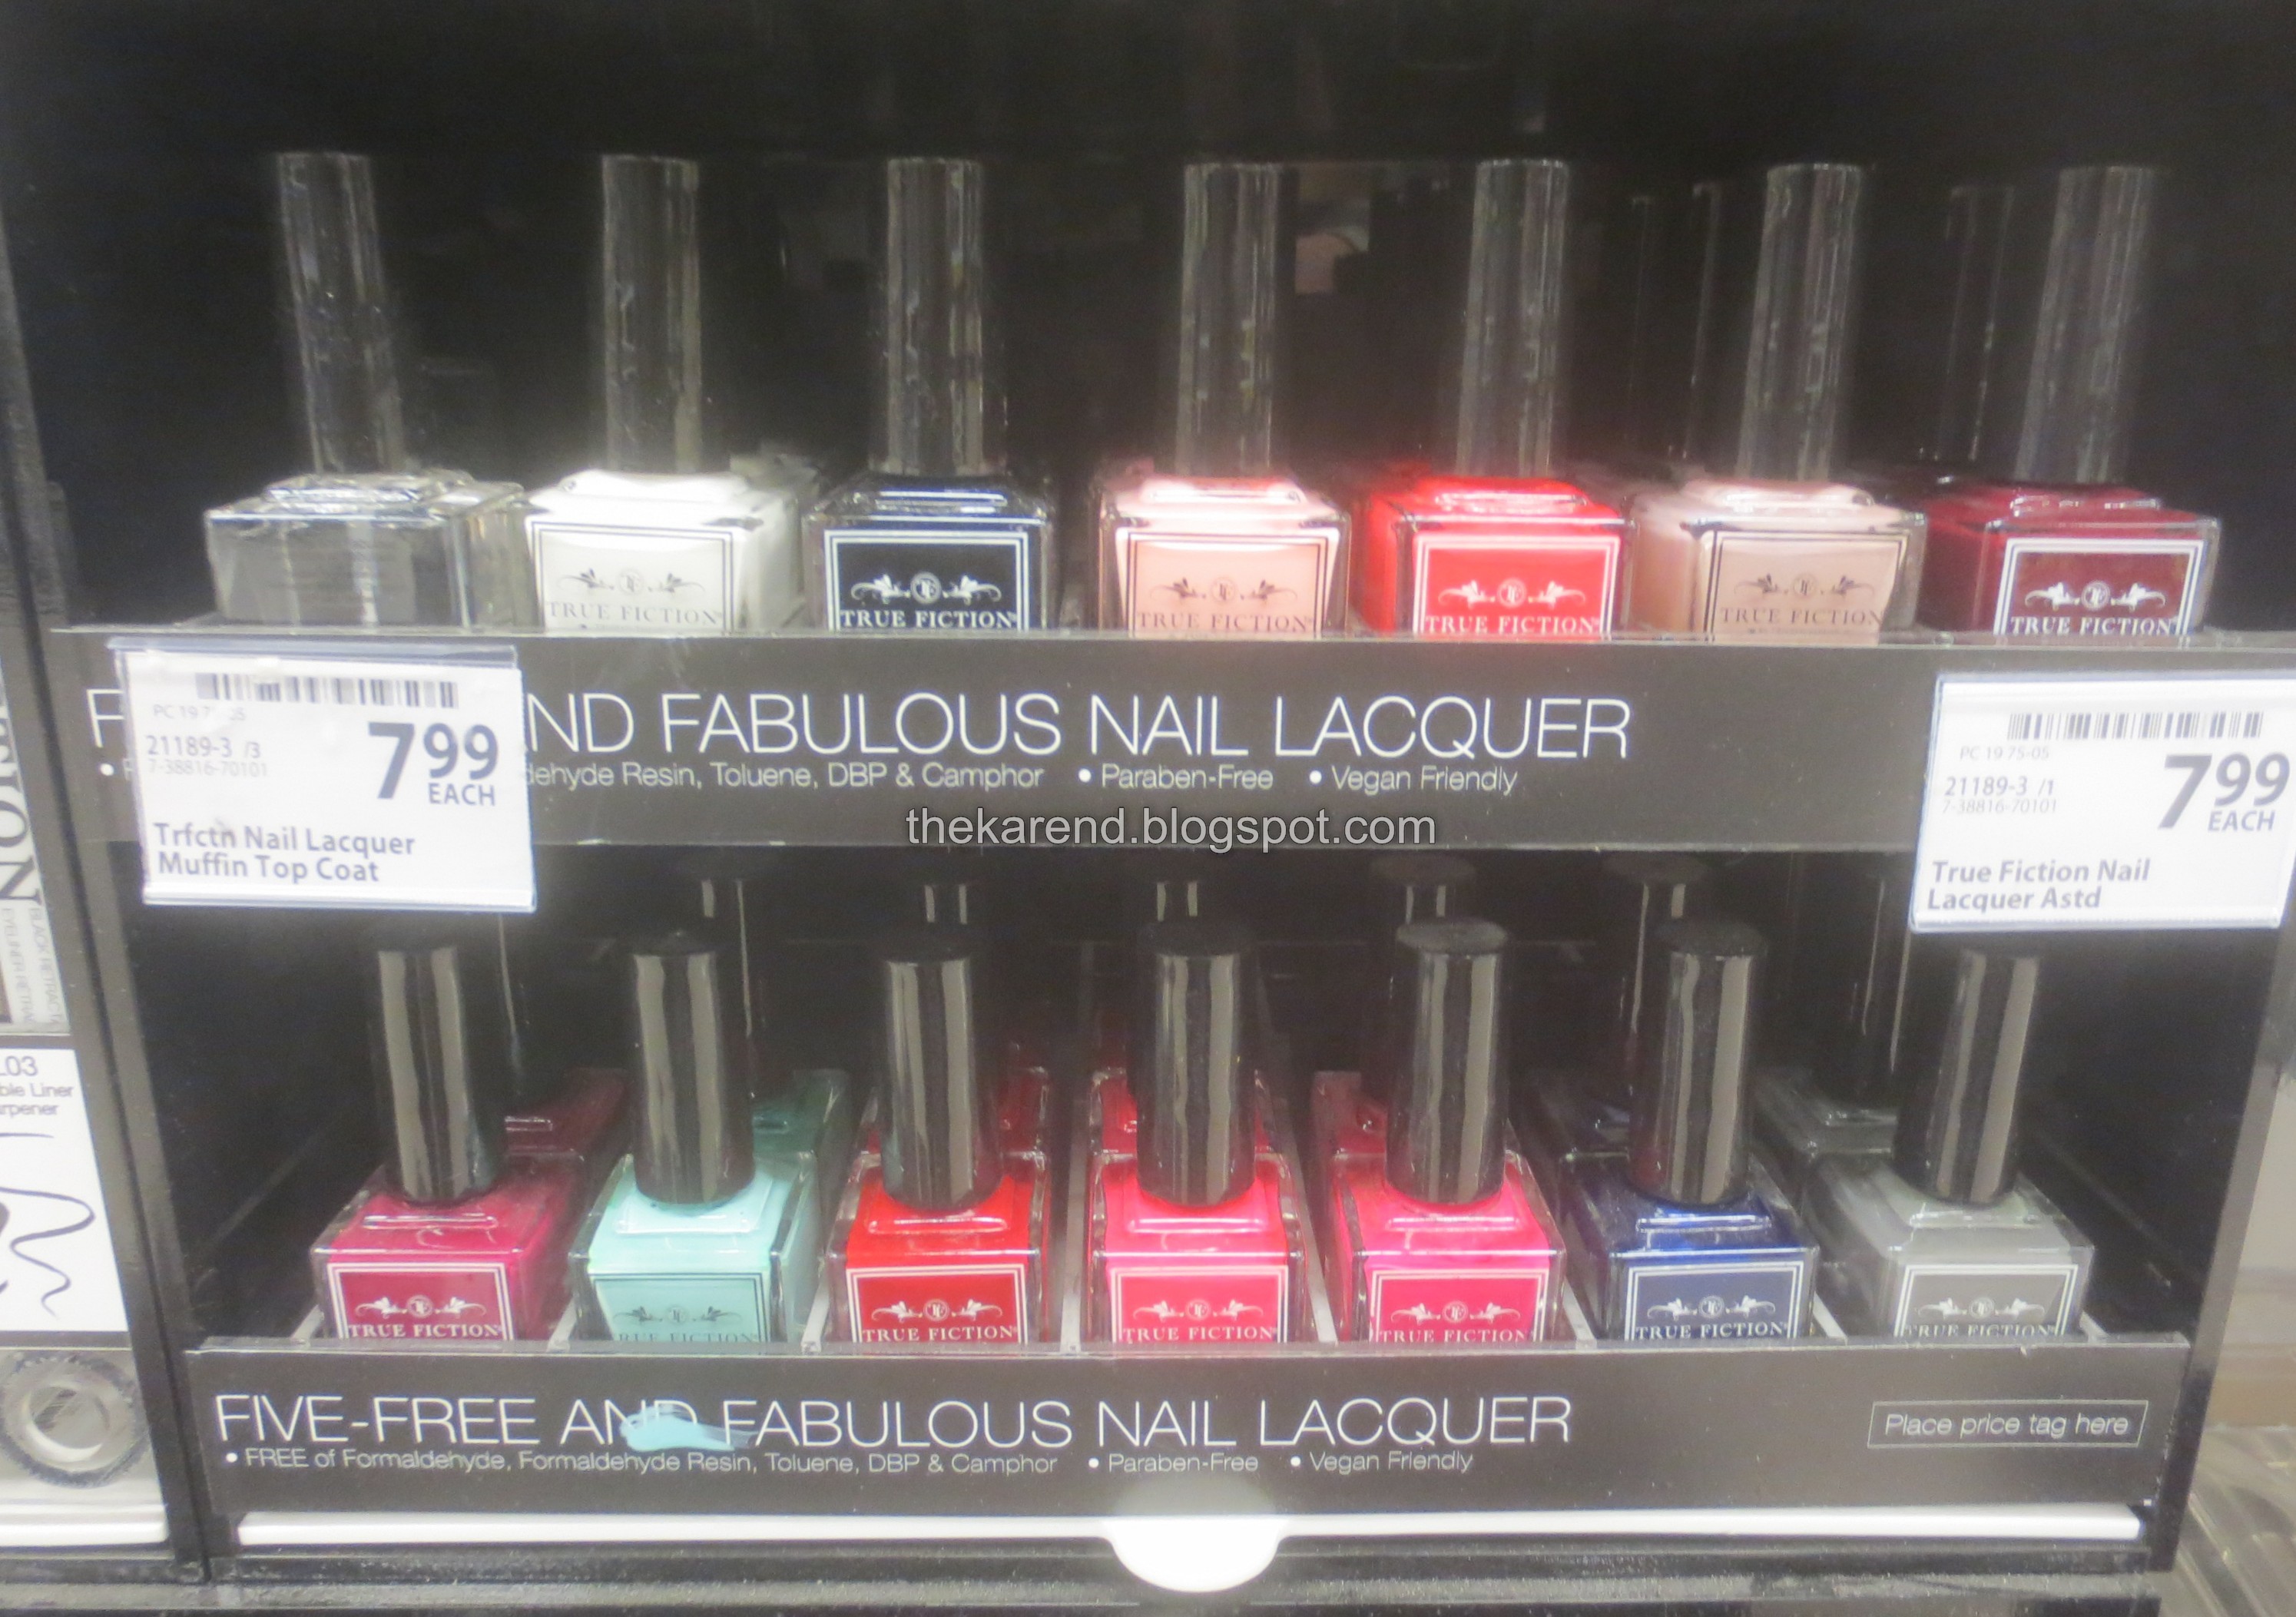 TRUE FICTION
TRUE FICTION
TRUE FICTION
TRUE FICTION
TRUE FICTION
TRUE FICTION
F ND FABULOUS NAIL LACQUER
• F dehyde Resin, Toluene, DBP & Camphor • Paraben-Free • Vegan Friendly
21189-3 /3
7-38816-70101
7.99
EACH
Trfctn Nail Lacquer
Muffin Top Coat
PC 19 75-05
21189-3 /1
7-38816-70101
7.99
EACH
True Fiction Nail
Lacquer Astd
thekarend.blogspot.com
L03
ble Liner
rpener
TRUE FICTION
TRUE FICTION
TRUE FICTION
TRUE FICTION
TRUE FICTION
TRUE FICTION
TRUE FICTION
FIVE-FREE AND FABULOUS NAIL LACQUER
• FREE of Formaldehyde, Formaldehyde Resin, Toluene, DBP & Camphor • Paraben-Free • Vegan Friendly
Place price tag here